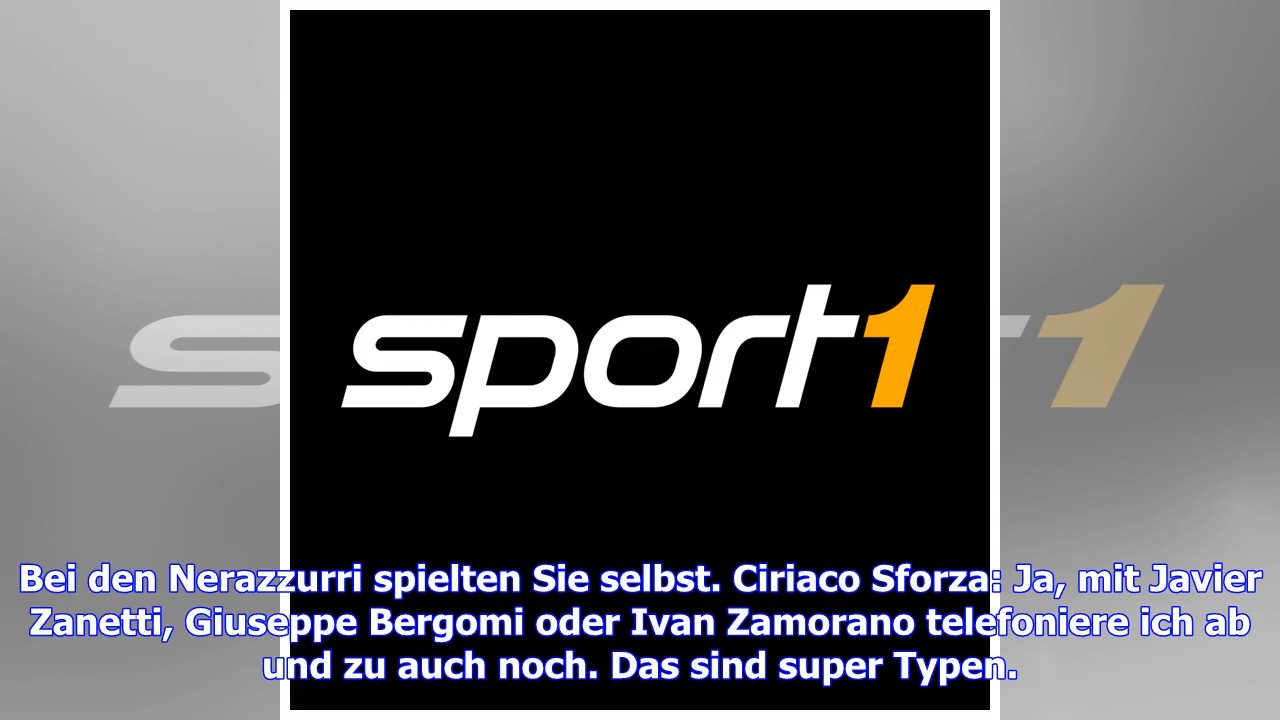 sport1
Bei den Nerazzurri spielten Sie selbst. Ciriaco Sforza: Ja, mit Javier
Zanetti, Giuseppe Bergomi oder Ivan Zamorano telefoniere ich ab
und zu auch noch. Das sind super Typen.